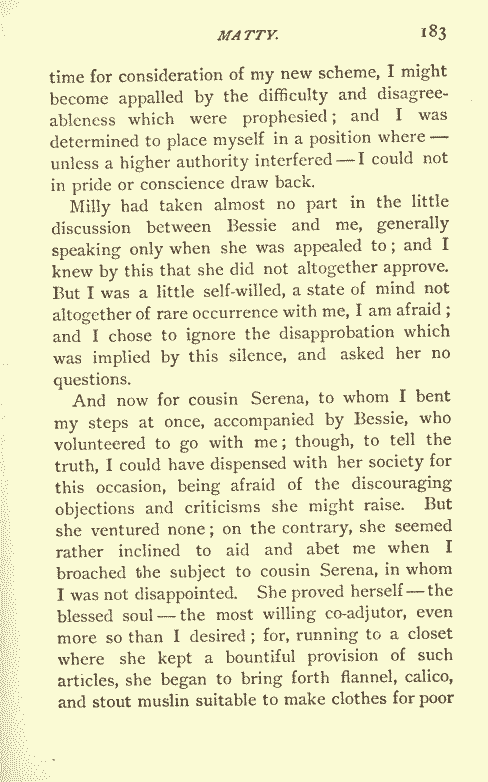 MATTY. 183
time for consideration of my new scheme, I might
become appalled by the difficulty and disagree-
ableness which were prophesied; and I was
determined to place myself in a position where —
unless a higher authority interfered — I could not
in pride or conscience draw back.
Milly had taken almost no part in the little
discussion between Bessie and me, generally
speaking only when she was appealed to; and I
knew by this that she did not altogether approve.
But I was a little self-willed, a state of mind not
altogether of rare occurrence with me, I am afraid;
and I chose to ignore the disapprobation which
was implied by this silence, and asked her no
questions.
And now for cousin Serena, to whom I bent
my steps at once, accompanied by Bessie, who
volunteered to go with me; though, to tell the
truth, I could have dispensed with her society for
this occasion, being afraid of the discouraging
objections and criticisms she might raise. But
she ventured none; on the contrary, she seemed
rather inclined to aid and abet me when I
broached the subject to cousin Serena, in whom
I was not disappointed. She proved herself — the
blessed soul — the most willing co-adjutor, even
more so than I desired; for, running to a closet
where she kept a bountiful provision of such
articles, she began to bring forth flannel, calico,
and stout muslin suitable to make clothes for poor